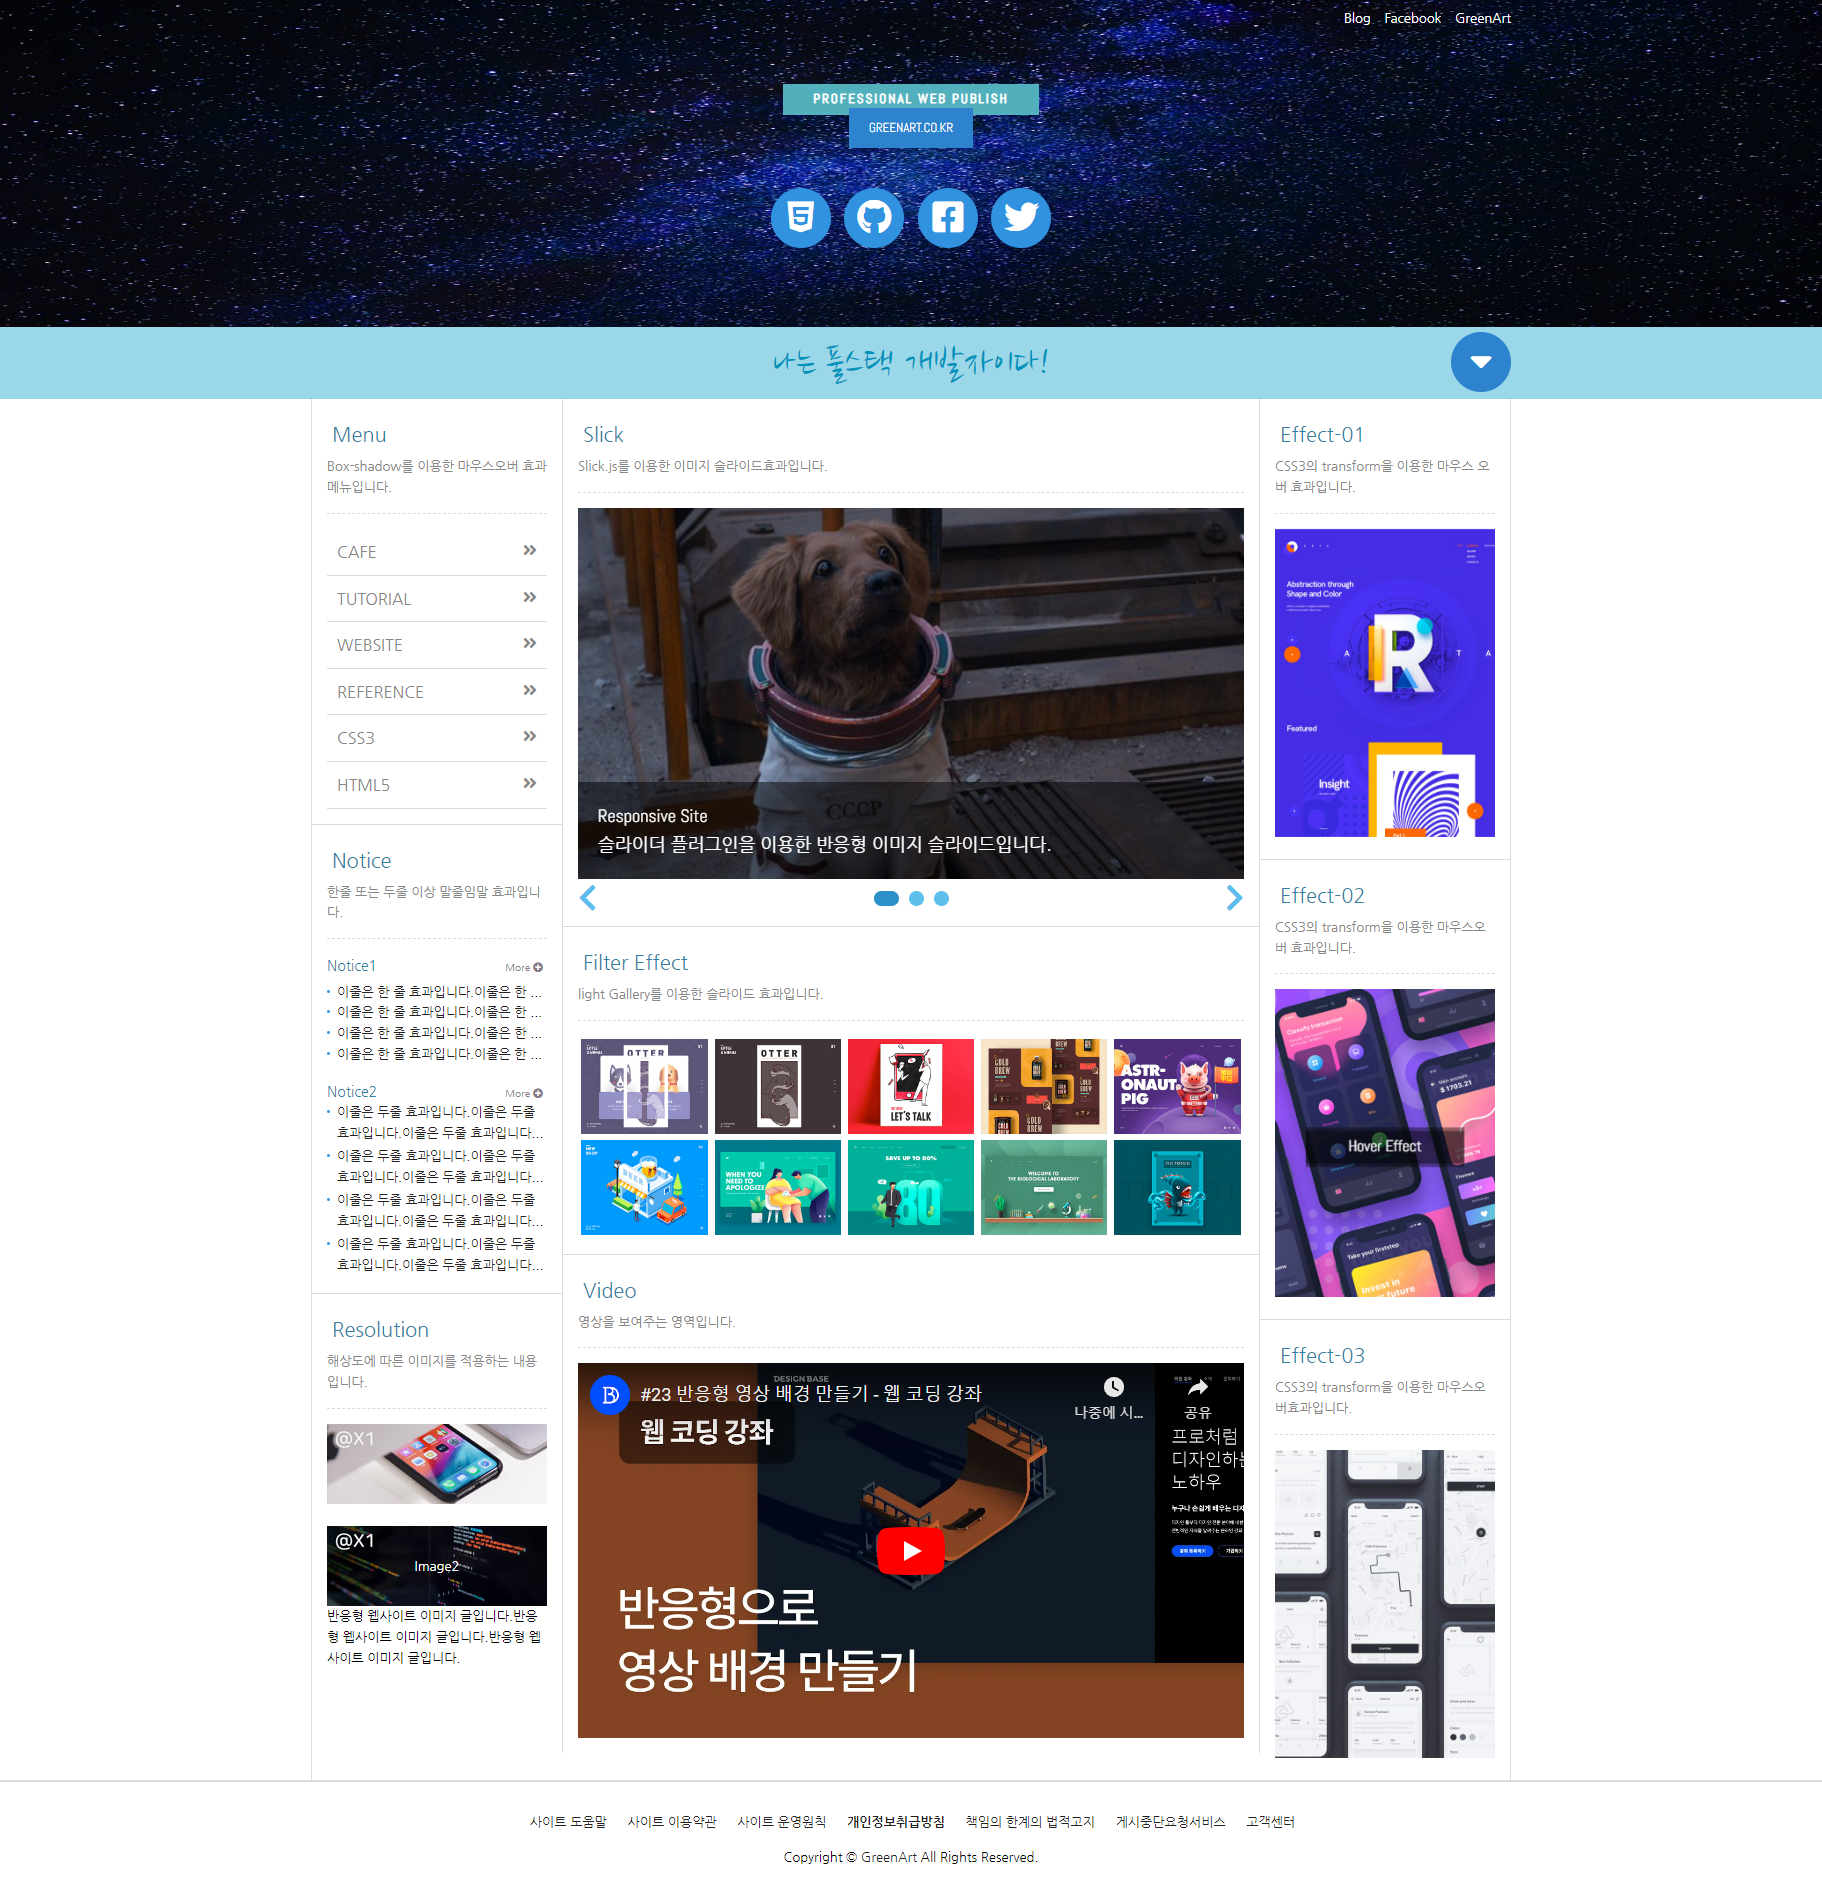 Blog Facebook GreenArt
PROFESSIONAL WEB PUBLISH
GREENART.CO.KR
나는 풀스택 개발자이다!
Menu
Box-shadow를 이용한 마우스오버 효과
메뉴입니다.
CAFE
TUTORIAL
WEBSITE
REFERENCE
CSS3
HTML5
Notice
한줄 또는 두줄 이상 말줄임말 효과입니
다.
Notice1 More
이줄은 한 줄 효과입니다.이줄은 한 ...
이줄은 한 줄 효과입니다.이줄은 한 ...
이줄은 한 줄 효과입니다.이줄은 한 ...
이줄은 한 줄 효과입니다.이줄은 한 ...
Notice2 More
이줄은 두줄 효과입니다.이줄은 두줄
효과입니다.이줄은 두줄 효과입니다...
이줄은 두줄 효과입니다.이줄은 두줄
효과입니다.이줄은 두줄 효과입니다...
이줄은 두줄 효과입니다.이줄은 두줄
효과입니다.이줄은 두줄 효과입니다...
이줄은 두줄 효과입니다.이줄은 두줄
효과입니다.이줄은 두줄 효과입니다...
Resolution
해상도에 따른 이미지를 적용하는 내용
입니다.
@X1
@X1
Image2
반응형 웹사이트 이미지 글입니다.반응
형 웹사이트 이미지 글입니다.반응형 웹
사이트 이미지 글입니다.
Slick
Slick.js를 이용한 이미지 슬라이드효과입니다.
CCCP
Responsive Site
슬라이더 플러그인을 이용한 반응형 이미지 슬라이드입니다.
Filter Effect
light Gallery를 이용한 슬라이드 효과입니다.
OTTER
OTTER
LET'S TALK
COLD
BREW
COLD
BREW
ASTR-
ONAUT
PIG
BEER
WHEN YOU
NEED TO
APOLOGIZE
SAVE UP TO 80%
80
WELCOME TO
THE BIOLOGICAL LABORATORY
Video
영상을 보여주는 영역입니다.
DESIGN BASE
#23 반응형 영상 배경 만들기 - 웹 코딩 강좌
웹 코딩 강좌
나중에 시...
공유
프로처럼
디자인하는
노하우
반응형으로
영상 배경 만들기
Effect-01
CSS3의 transform을 이용한 마우스 오
버 효과입니다.
Abstraction through
Shape and Color
R
A T A
Featured
Insight
Effect-02
CSS3의 transform을 이용한 마우스오
버 효과입니다.
Classify transaction
Main account
$ 1703.21
Hover Effect
Take your firststep
Invest in
your future
Effect-03
CSS3의 transform을 이용한 마우스오
버효과입니다.
사이트 도움말 사이트 이용약관 사이트 운영원칙 개인정보취급방침 책임의 한계의 법적고지 게시중단요청서비스 고객센터
Copyright © GreenArt All Rights Reserved.